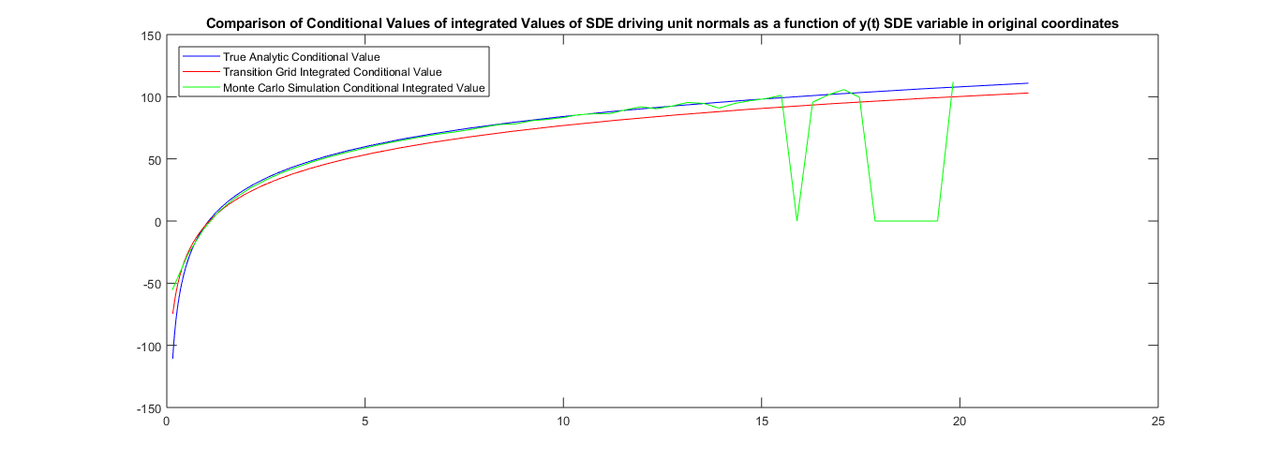 Comparison of Conditional Values of integrated Values of SDE driving unit normals as a function of y(t) SDE variable in original coordinates
150
True Analytic Conditional Value
Transition Grid Integrated Conditional Value
Monte Carlo Simulation Conditional Integrated Value
100
50
0
-50
-100
-150
0 5 10 15 20 25